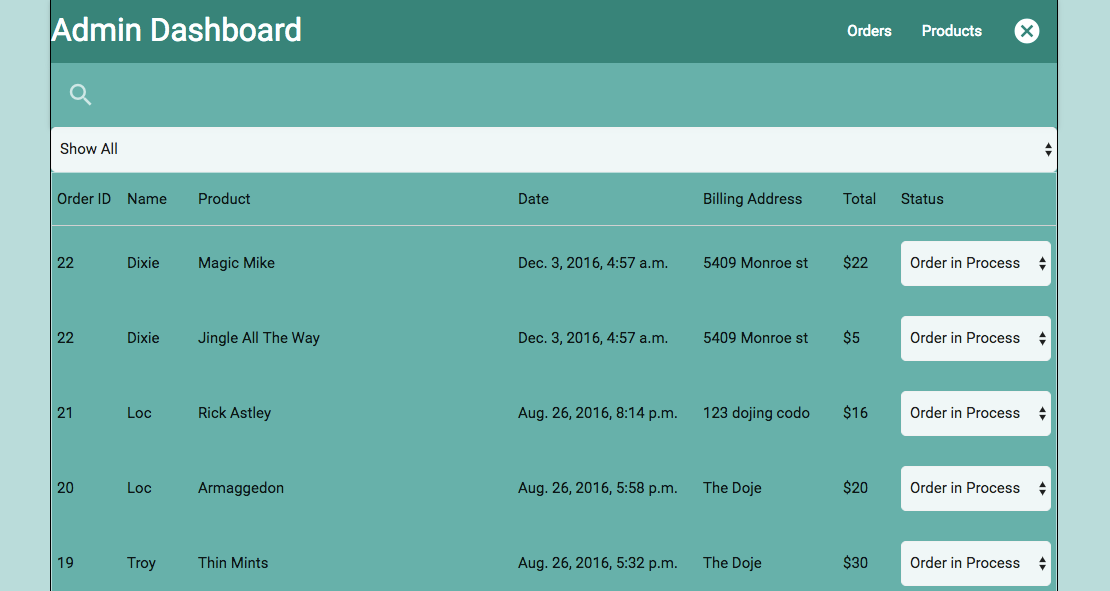 Admin Dashboard Orders Products
Show All
Order ID Name Product Date Billing Address Total Status
22 Dixie Magic Mike Dec. 3, 2016, 4:57 a.m. 5409 Monroe st $22 Order in Process
22 Dixie Jingle All The Way Dec. 3, 2016, 4:57 a.m. 5409 Monroe st $5 Order in Process
21 Loc Rick Astley Aug. 26, 2016, 8:14 p.m. 123 dojing codo $16 Order in Process
20 Loc Armaggedon Aug. 26, 2016, 5:58 p.m. The Doje $20 Order in Process
19 Troy Thin Mints Aug. 26, 2016, 5:32 p.m. The Doje $30 Order in Process